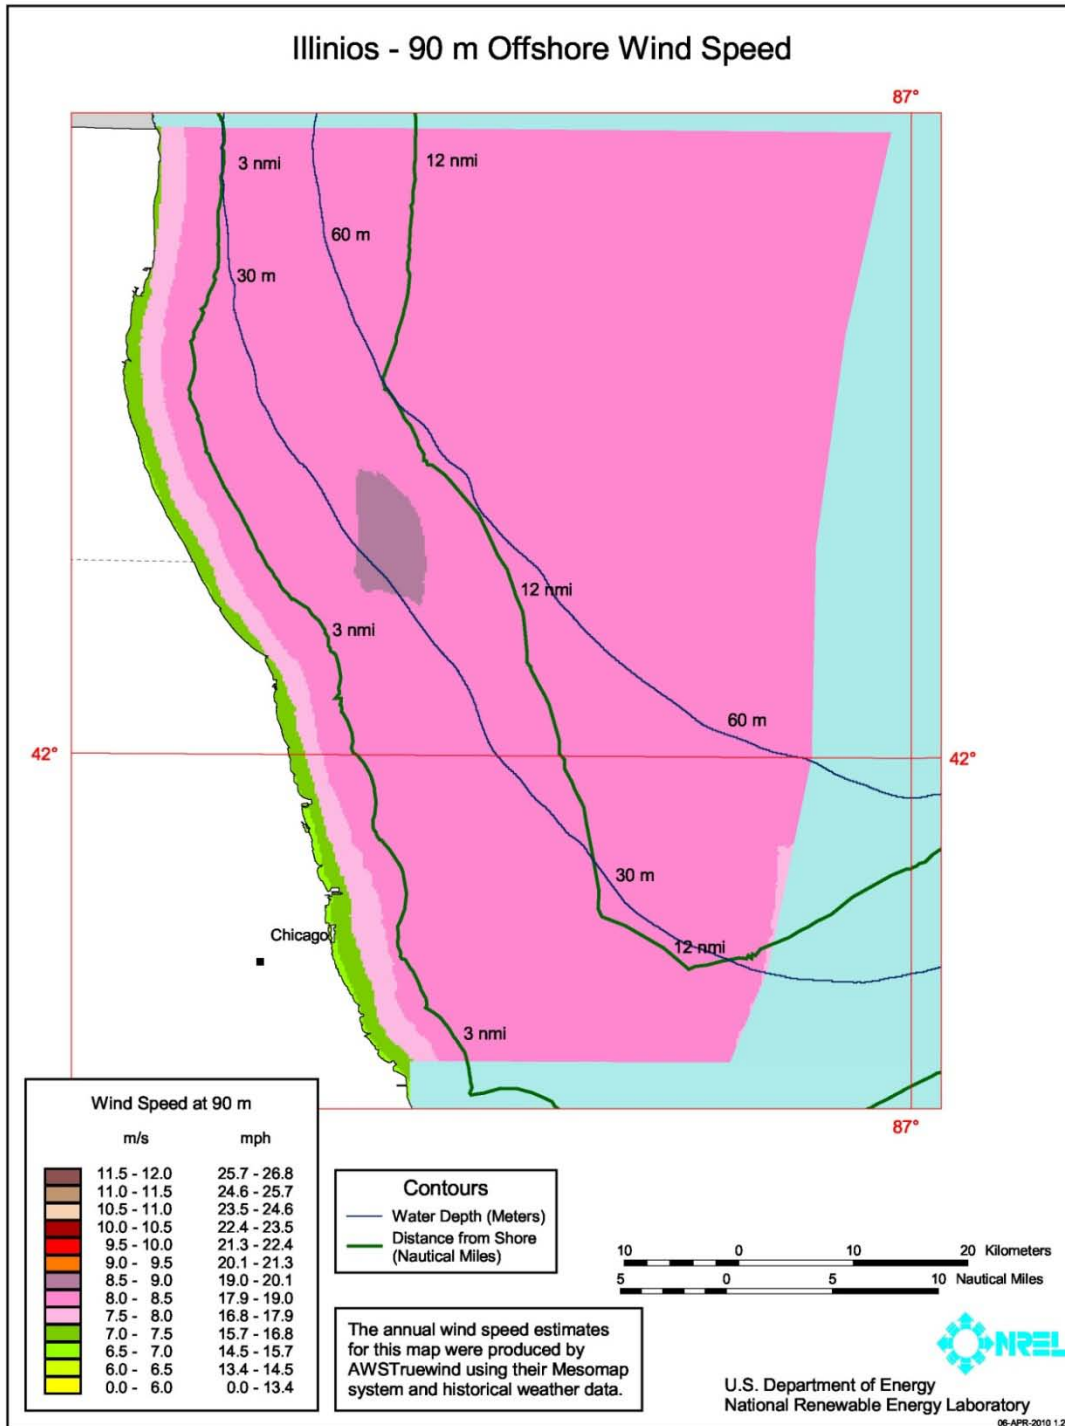 Illinios - 90 m Offshore Wind Speed
87°
3 nmi
12 nmi
60 m
30 m
12 nmi
3 nmi
60 m
42°
42°
30 m
Chicago
12 nmi
3 nmi
87°
Wind Speed at 90 m
m/s mph
11.5 - 12.0 25.7 - 26.8
11.0 - 11.5 24.6 - 25.7
10.5 - 11.0 23.5 - 24.6
10.0 - 10.5 22.4 - 23.5
9.5 - 10.0 21.3 - 22.4
9.0 - 9.5 20.1 - 21.3
8.5 - 9.0 19.0 - 20.1
8.0 - 8.5 17.9 - 19.0
7.5 - 8.0 16.8 - 17.9
7.0 - 7.5 15.7 - 16.8
6.5 - 7.0 14.5 - 15.7
6.0 - 6.5 13.4 - 14.5
0.0 - 6.0 0.0 - 13.4
Contours
Water Depth (Meters)
Distance from Shore
(Nautical Miles)
The annual wind speed estimates
for this map were produced by
AWSTruewind using their Mesomap
system and historical weather data.
10 0 10 20 Kilometers
5 0 5 10 Nautical Miles
NREL
U.S. Department of Energy
National Renewable Energy Laboratory
06-APR-2010 1.2